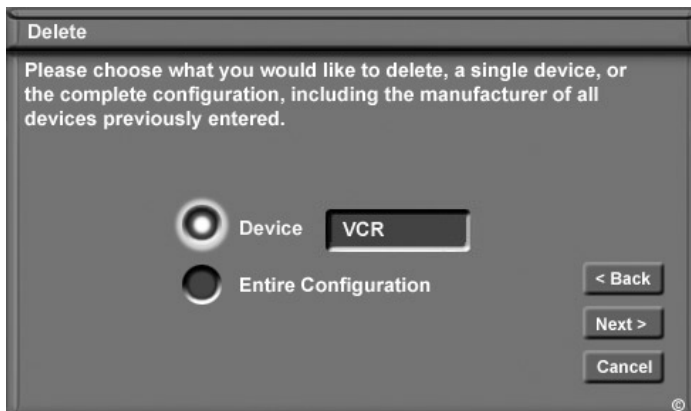 Delete
Please choose what you would like to delete, a single device, or
the complete configuration, including the manufacturer of all
devices previously entered.
Device VCR
Entire Configuration
< Back
Next >
Cancel
©